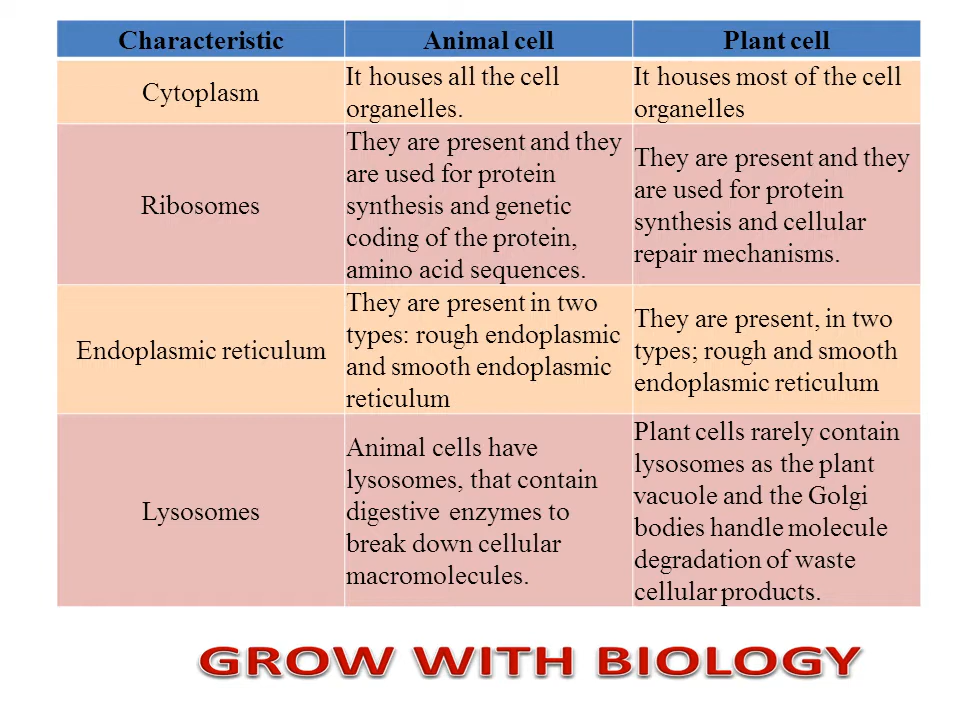 Characteristic
Animal cell
Plant cell
Cytoplasm
It houses all the cell
organelles.
It houses most of the cell
organelles
Ribosomes
They are present and they
are used for protein
synthesis and genetic
coding of the protein,
amino acid sequences.
They are present and they
are used for protein
synthesis and cellular
repair mechanisms.
Endoplasmic reticulum
They are present in two
types: rough endoplasmic
and smooth endoplasmic
reticulum
They are present, in two
types; rough and smooth
endoplasmic reticulum
Lysosomes
Animal cells have
lysosomes, that contain
digestive enzymes to
break down cellular
macromolecules.
Plant cells rarely contain
lysosomes as the plant
vacuole and the Golgi
bodies handle molecule
degradation of waste
cellular products.
GROW WITH BIOLOGY